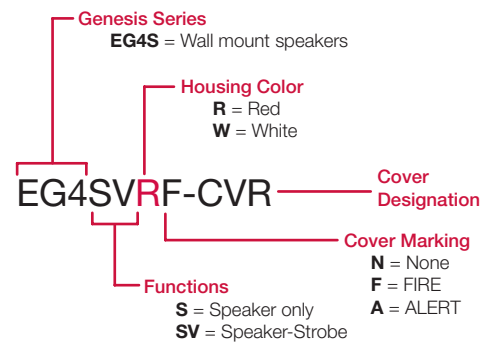 Genesis Series
EG4S = Wall mount speakers
Housing Color
R = Red
W = White
EG4SVRF-CVR
Cover
Designation
Cover Marking
N = None
F = FIRE
A = ALERT
Functions
S = Speaker only
SV = Speaker-Strobe